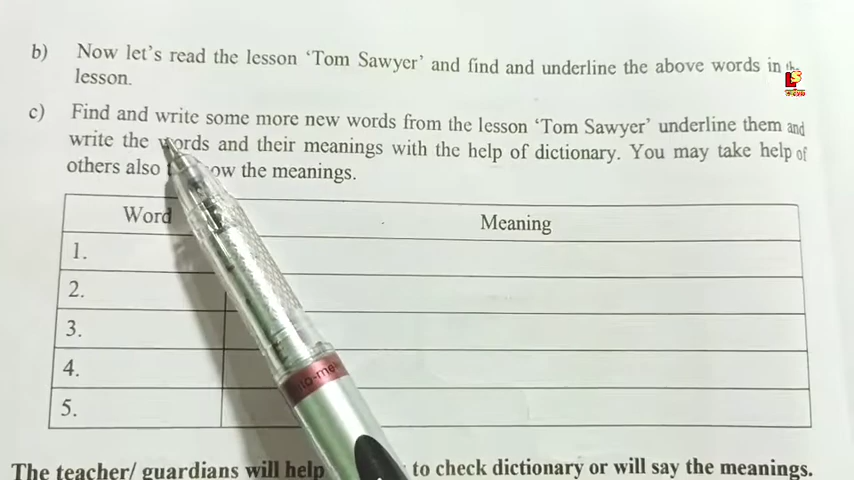 b) Now let's read the lesson 'Tom Sawyer' and find and underline the above words in the
lesson.
c) Find and write some more new words from the lesson 'Tom Sawyer' underline them and
write the words and their meanings with the help of dictionary. You may take help of
others also ow the meanings.
Word Meaning
1.
2.
3.
4.
5.
The teacher/ guardians will help to check dictionary or will say the meanings.
LS